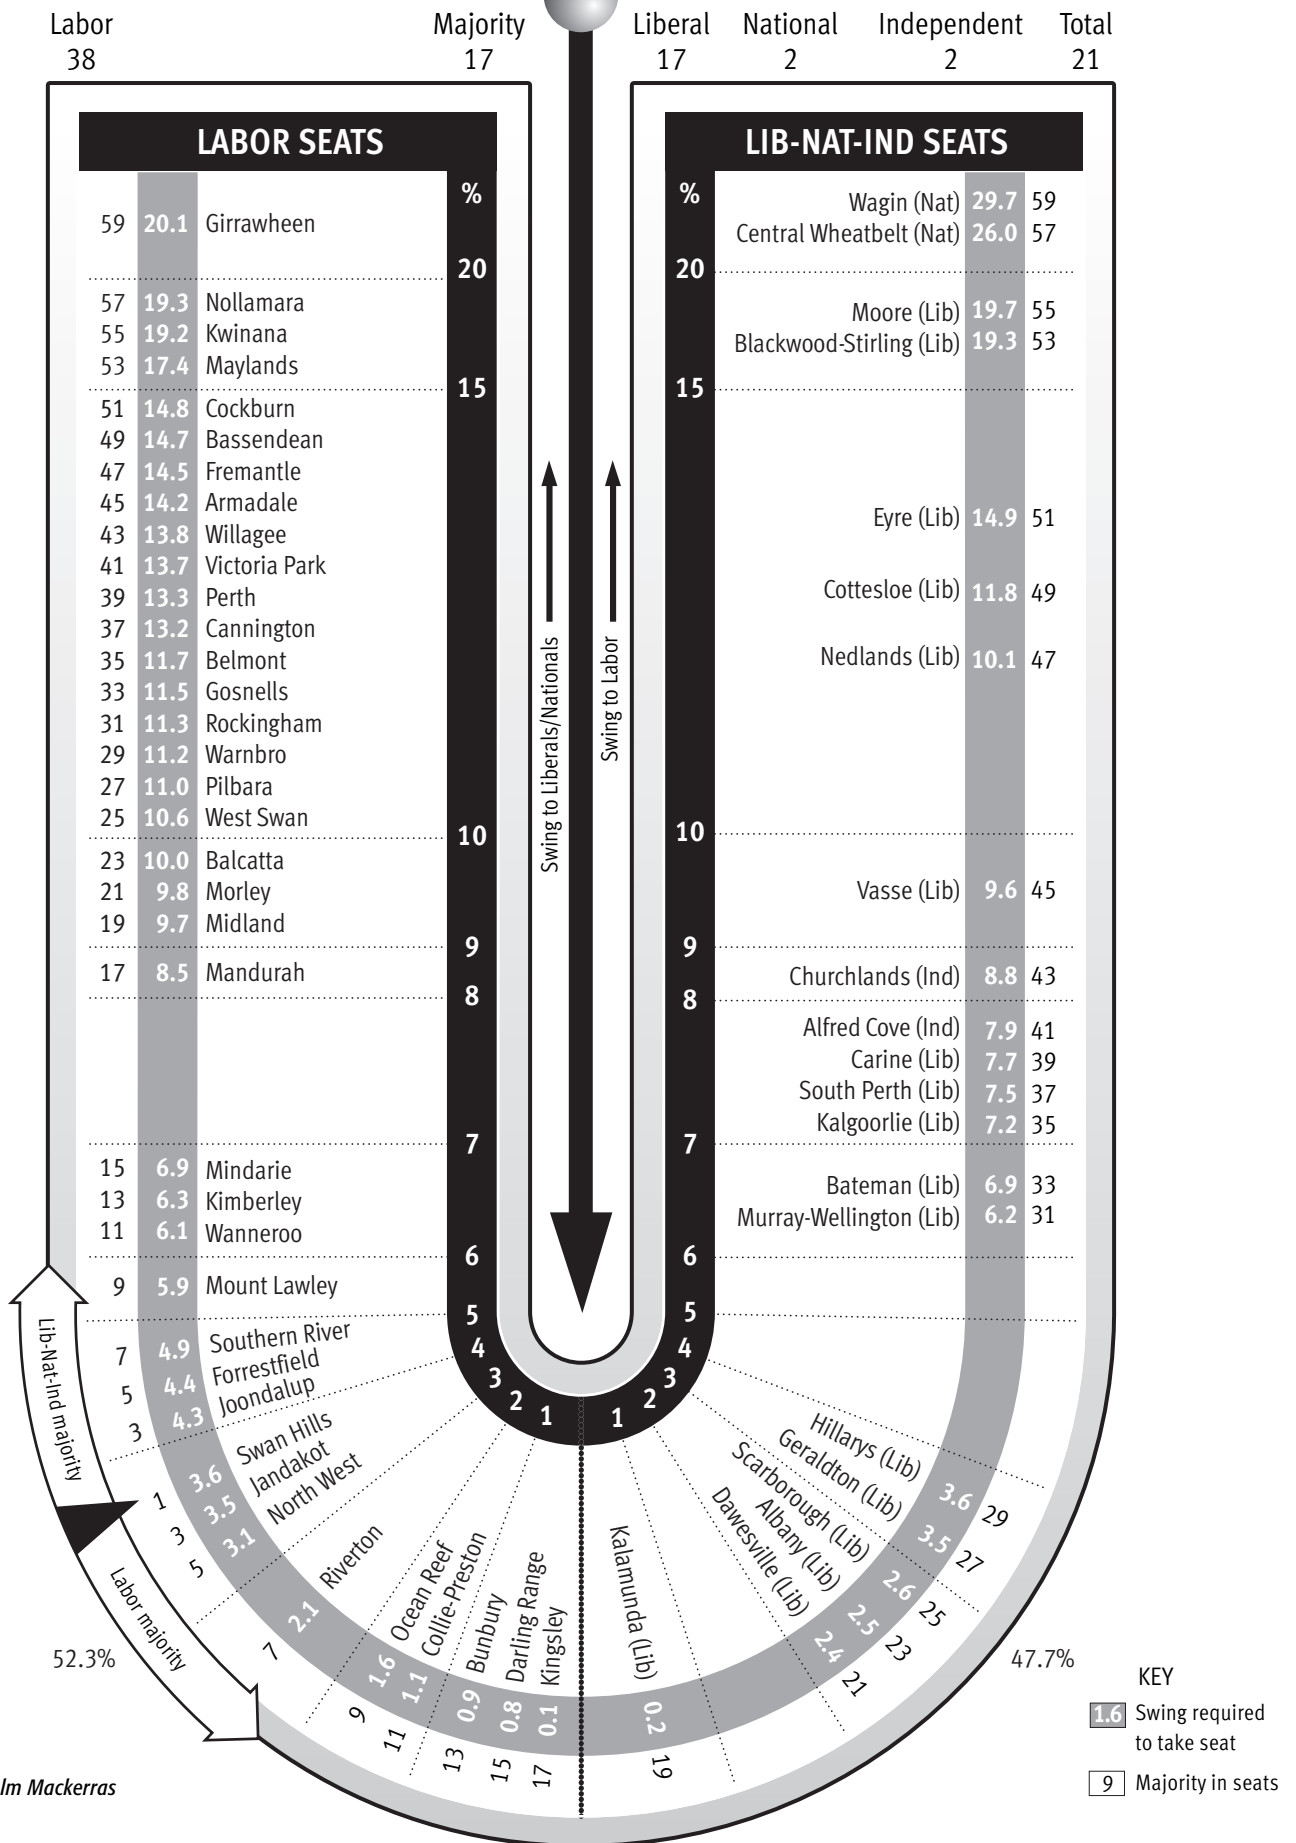 Labor Majority Liberal National Independent Total
38 17 17 2 2 21
LABOR SEATS
%
59 20.1 Girrawheen
20
57 19.3 Nollamara
55 19.2 Kwinana
53 17.4 Maylands
15
51 14.8 Cockburn
49 14.7 Bassendean
47 14.5 Fremantle
45 14.2 Armadale
43 13.8 Willagee
41 13.7 Victoria Park
39 13.3 Perth
37 13.2 Cannington
35 11.7 Belmont
33 11.5 Gosnells
31 11.3 Rockingham
29 11.2 Warnbro
27 11.0 Pilbara
25 10.6 West Swan
10
23 10.0 Balcatta
21 9.8 Morley
19 9.7 Midland
9
17 8.5 Mandurah
8
7
15 6.9 Mindarie
13 6.3 Kimberley
11 6.1 Wanneroo
6
9 5.9 Mount Lawley
5
7 4.9 Southern River
5 4.4 Forrestfield
3 4.3 Joondalup
4
1 3.6 Swan Hills
3 3.5 Jandakot
5 3.1 North West
3
7 2.1 Riverton
2
9 1.6 Ocean Reef
11 1.1 Collie-Preston
1
13 0.9 Bunbury
15 0.8 Darling Range
17 0.1 Kingsley
Swing to Liberals/Nationals
Swing to Labor
LIB-NAT-IND SEATS
%
Wagin (Nat) 29.7 59
Central Wheatbelt (Nat) 26.0 57
20
Moore (Lib) 19.7 55
Blackwood-Stirling (Lib) 19.3 53
15
Eyre (Lib) 14.9 51
Cottesloe (Lib) 11.8 49
Nedlands (Lib) 10.1 47
10
Vasse (Lib) 9.6 45
9
Churchlands (Ind) 8.8 43
8
Alfred Cove (Ind) 7.9 41
Carine (Lib) 7.7 39
South Perth (Lib) 7.5 37
Kalgoorlie (Lib) 7.2 35
7
Bateman (Lib) 6.9 33
Murray-Wellington (Lib) 6.2 31
6
5
4
Hillarys (Lib) 3.6 29
Geraldton (Lib) 3.5 27
3
Scarborough (Lib) 2.6 25
Albany (Lib) 2.5 23
Dawesville (Lib) 2.4 21
2
1
Kalamunda (Lib) 0.2 19
Lib-Nat-Ind majority
Labor majority
52.3%
47.7%
KEY
1.6 Swing required
to take seat
9 Majority in seats
lm Mackerras